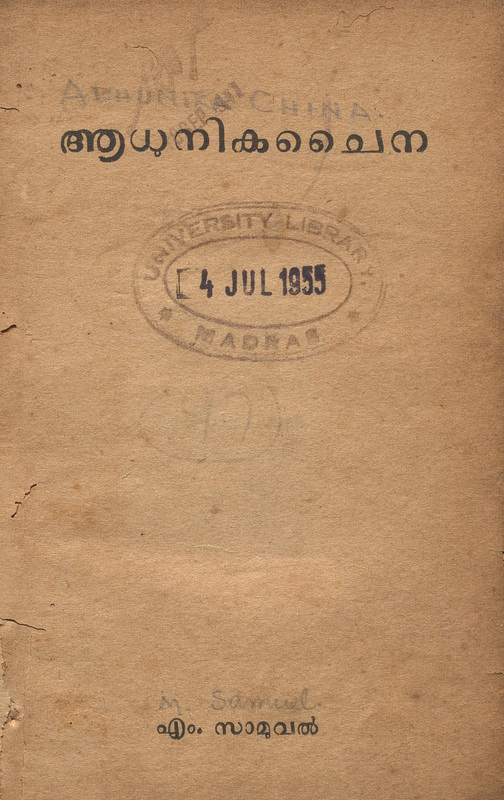 ADHUNIKA CHINA.
ആധുനികചൈന
UNIVERSITY LIBRARY,
[4 JUL 1955
* MADRAS *
M. Samuel.
എം. സാമുവൽ